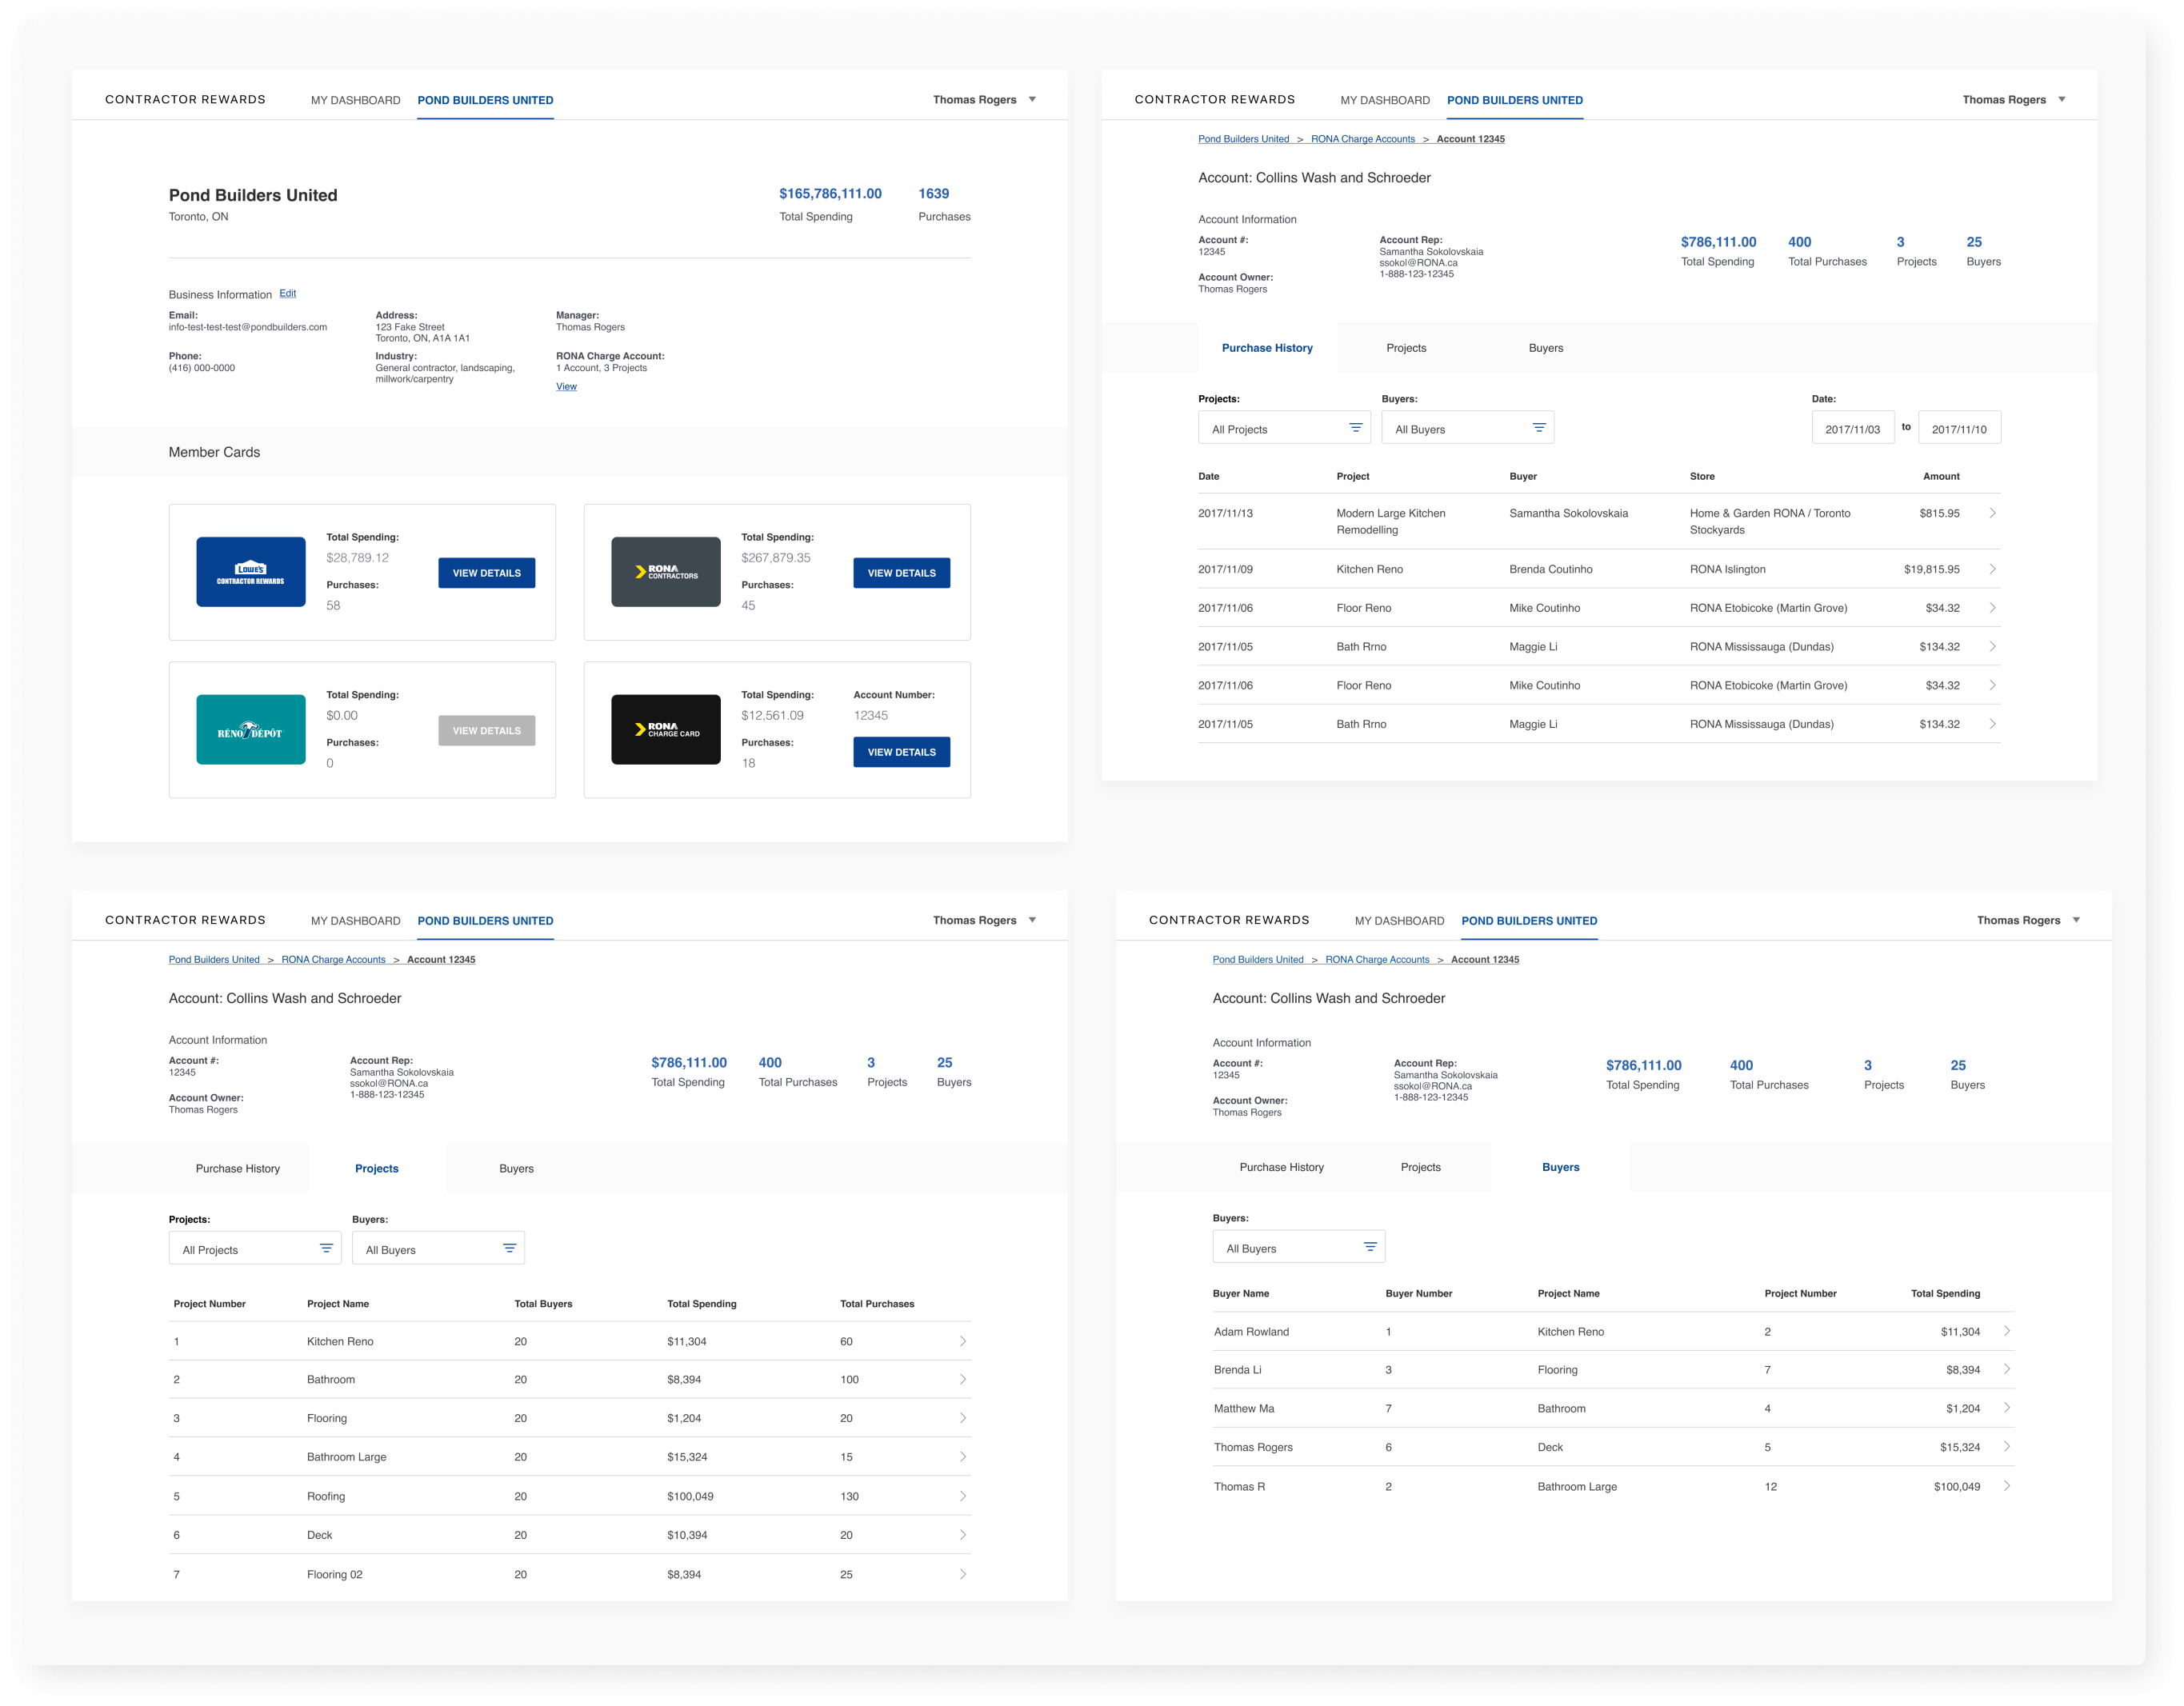 CONTRACTOR REWARDS MY DASHBOARD POND BUILDERS UNITED Thomas Rogers
Pond Builders United
Toronto, ON
$165,786,111.00 1639
Total Spending Purchases
Business Information Edit
Email:
info-test-test-test@pondbuilders.com
Phone:
(416) 000-0000
Address:
123 Fake Street
Toronto, ON, A1A 1A1
Industry:
General contractor, landscaping,
millwork/carpentry
Manager:
Thomas Rogers
RONA Charge Account:
1 Account, 3 Projects
View
Member Cards
LOWE'S
CONTRACTOR REWARDS
Total Spending:
$28,789.12
Purchases:
58
VIEW DETAILS
RONA
CONTRACTORS
Total Spending:
$267,879.35
Purchases:
45
VIEW DETAILS
RÉNO DÉPÔT
Total Spending:
$0.00
Purchases:
0
VIEW DETAILS
RONA
CHARGE CARD
Total Spending:
$12,561.09
Purchases:
18
Account Number:
12345
VIEW DETAILS
CONTRACTOR REWARDS MY DASHBOARD POND BUILDERS UNITED Thomas Rogers
Pond Builders United > RONA Charge Accounts > Account 12345
Account: Collins Wash and Schroeder
Account Information
Account #:
12345
Account Owner:
Thomas Rogers
Account Rep:
Samantha Sokolovskaia
ssokol@RONA.ca
1-888-123-12345
$786,111.00 400 3 25
Total Spending Total Purchases Projects Buyers
Purchase History Projects Buyers
Projects: Buyers: Date:
All Projects All Buyers 2017/11/03 to 2017/11/10
Date Project Buyer Store Amount
2017/11/13 Modern Large Kitchen Samantha Sokolovskaia Home & Garden RONA / Toronto $815.95
Remodelling Stockyards
2017/11/09 Kitchen Reno Brenda Coutinho RONA Islington $19,815.95
2017/11/06 Floor Reno Mike Coutinho RONA Etobicoke (Martin Grove) $34.32
2017/11/05 Bath Rrno Maggie Li RONA Mississauga (Dundas) $134.32
2017/11/06 Floor Reno Mike Coutinho RONA Etobicoke (Martin Grove) $34.32
2017/11/05 Bath Rrno Maggie Li RONA Mississauga (Dundas) $134.32
CONTRACTOR REWARDS MY DASHBOARD POND BUILDERS UNITED Thomas Rogers
Pond Builders United > RONA Charge Accounts > Account 12345
Account: Collins Wash and Schroeder
Account Information
Account #:
12345
Account Owner:
Thomas Rogers
Account Rep:
Samantha Sokolovskaia
ssokol@RONA.ca
1-888-123-12345
$786,111.00 400 3 25
Total Spending Total Purchases Projects Buyers
Purchase History Projects Buyers
Projects: Buyers:
All Projects All Buyers
Project Number Project Name Total Buyers Total Spending Total Purchases
1 Kitchen Reno 20 $11,304 60
2 Bathroom 20 $8,394 100
3 Flooring 20 $1,204 20
4 Bathroom Large 20 $15,324 15
5 Roofing 20 $100,049 130
6 Deck 20 $10,394 20
7 Flooring 02 20 $8,394 25
CONTRACTOR REWARDS MY DASHBOARD POND BUILDERS UNITED Thomas Rogers
Pond Builders United > RONA Charge Accounts > Account 12345
Account: Collins Wash and Schroeder
Account Information
Account #:
12345
Account Owner:
Thomas Rogers
Account Rep:
Samantha Sokolovskaia
ssokol@RONA.ca
1-888-123-12345
$786,111.00 400 3 25
Total Spending Total Purchases Projects Buyers
Purchase History Projects Buyers
Buyers:
All Buyers
Buyer Name Buyer Number Project Name Project Number Total Spending
Adam Rowland 1 Kitchen Reno 2 $11,304
Brenda Li 3 Flooring 7 $8,394
Matthew Ma 7 Bathroom 4 $1,204
Thomas Rogers 6 Deck 5 $15,324
Thomas R 2 Bathroom Large 12 $100,049